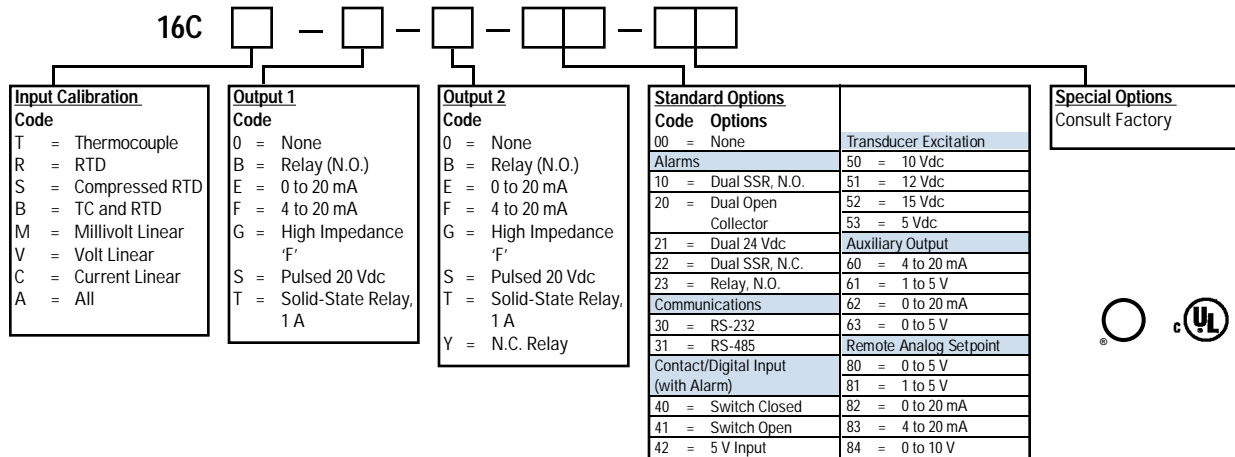 16C — — — —
Input Calibration
Code
T = Thermocouple
R = RTD
S = Compressed RTD
B = TC and RTD
M = Millivolt Linear
V = Volt Linear
C = Current Linear
A = All
Output 1
Code
0 = None
B = Relay (N.O.)
E = 0 to 20 mA
F = 4 to 20 mA
G = High Impedance
‘F’
S = Pulsed 20 Vdc
T = Solid-State Relay,
1 A
Output 2
Code
0 = None
B = Relay (N.O.)
E = 0 to 20 mA
F = 4 to 20 mA
G = High Impedance
‘F’
S = Pulsed 20 Vdc
T = Solid-State Relay,
1 A
Y = N.C. Relay
Standard Options
Code Options
00 = None
Alarms
10 = Dual SSR, N.O.
20 = Dual Open
Collector
21 = Dual 24 Vdc
22 = Dual SSR, N.C.
23 = Relay, N.O.
Communications
30 = RS-232
31 = RS-485
Contact/Digital Input
(with Alarm)
40 = Switch Closed
41 = Switch Open
42 = 5 V Input
Transducer Excitation
50 = 10 Vdc
51 = 12 Vdc
52 = 15 Vdc
53 = 5 Vdc
Auxiliary Output
60 = 4 to 20 mA
61 = 1 to 5 V
62 = 0 to 20 mA
63 = 0 to 5 V
Remote Analog Setpoint
80 = 0 to 5 V
81 = 1 to 5 V
82 = 0 to 20 mA
83 = 4 to 20 mA
84 = 0 to 10 V
Special Options
Consult Factory
®
c UL